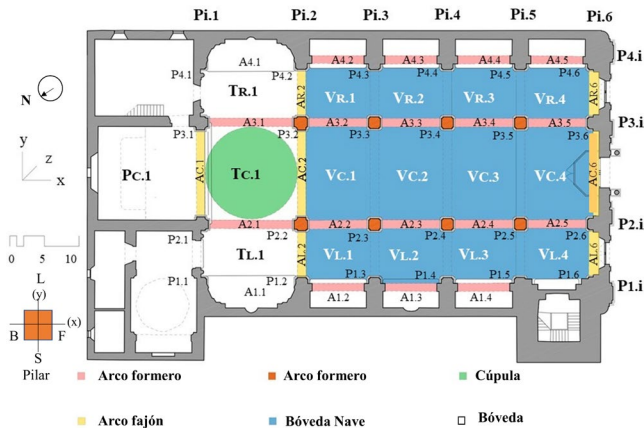 Pi.1 Pi.2 Pi.3 Pi.4 Pi.5 Pi.6
A4.1 A4.2 A4.3 A4.4 A4.5 P4.i
P4.1 P4.2 P4.3 P4.4 P4.5 P4.6
N TR.1 AR.2 VR.1 VR.2 VR.3 VR.4 AR.6
A3.1 A3.2 A3.3 A3.4 A3.5 P3.i
P3.1 P3.2 P3.3 P3.4 P3.5 P3.6
y
z
x
PC.1 AC.1 TC.1 AC.2 VC.1 VC.2 VC.3 VC.4 AC.6
A2.1 A2.2 A2.3 A2.4 A2.5 P2.i
P2.1 P2.2 P2.3 P2.4 P2.5 P2.6
0 5 10
TL.1 AL.2 VL.1 VL.2 VL.3 VL.4 AL.6
P1.1 P1.2 P1.3 P1.4 P1.5 P1.6 P1.i
A1.1 A1.2 A1.3 A1.4
L
(y)
B F (x)
S
Pilar
Arco formero Arco formero Cúpula
Arco fajón Bóveda Nave Bóveda